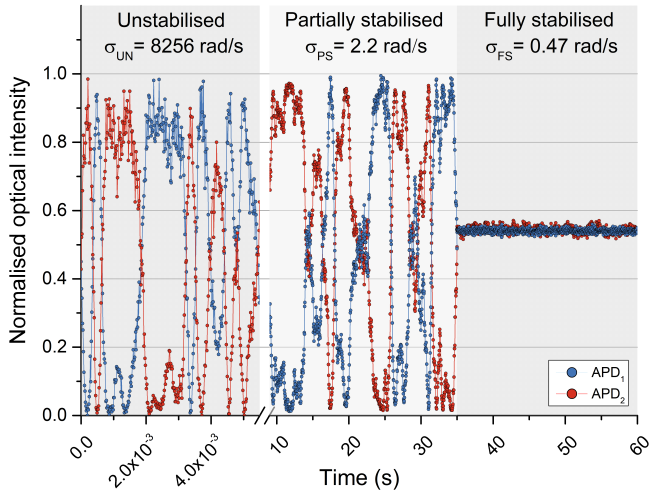 Unstabilised Partially stabilised Fully stabilised
σUN= 8256 rad/s σPS= 2.2 rad/s σFS= 0.47 rad/s
1.0
0.8
0.6
0.4
0.2
0.0
Normalised optical intensity
APD1
APD2
0.0 2.0x10-3 4.0x10-3 10 20 30 40 50 60
Time (s)